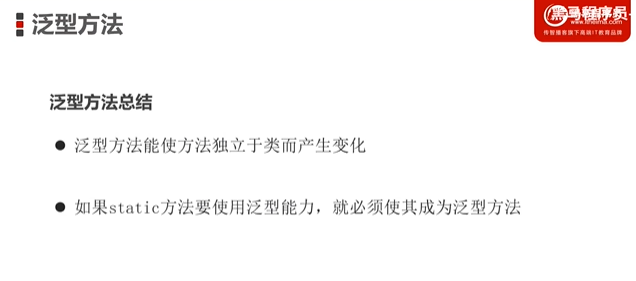 泛型方法
黑马程序员
www.itheima.com
传智播客旗下高端IT教育品牌
泛型方法总结
● 泛型方法能使方法独立于类而产生变化
● 如果static方法要使用泛型能力，就必须使其成为泛型方法